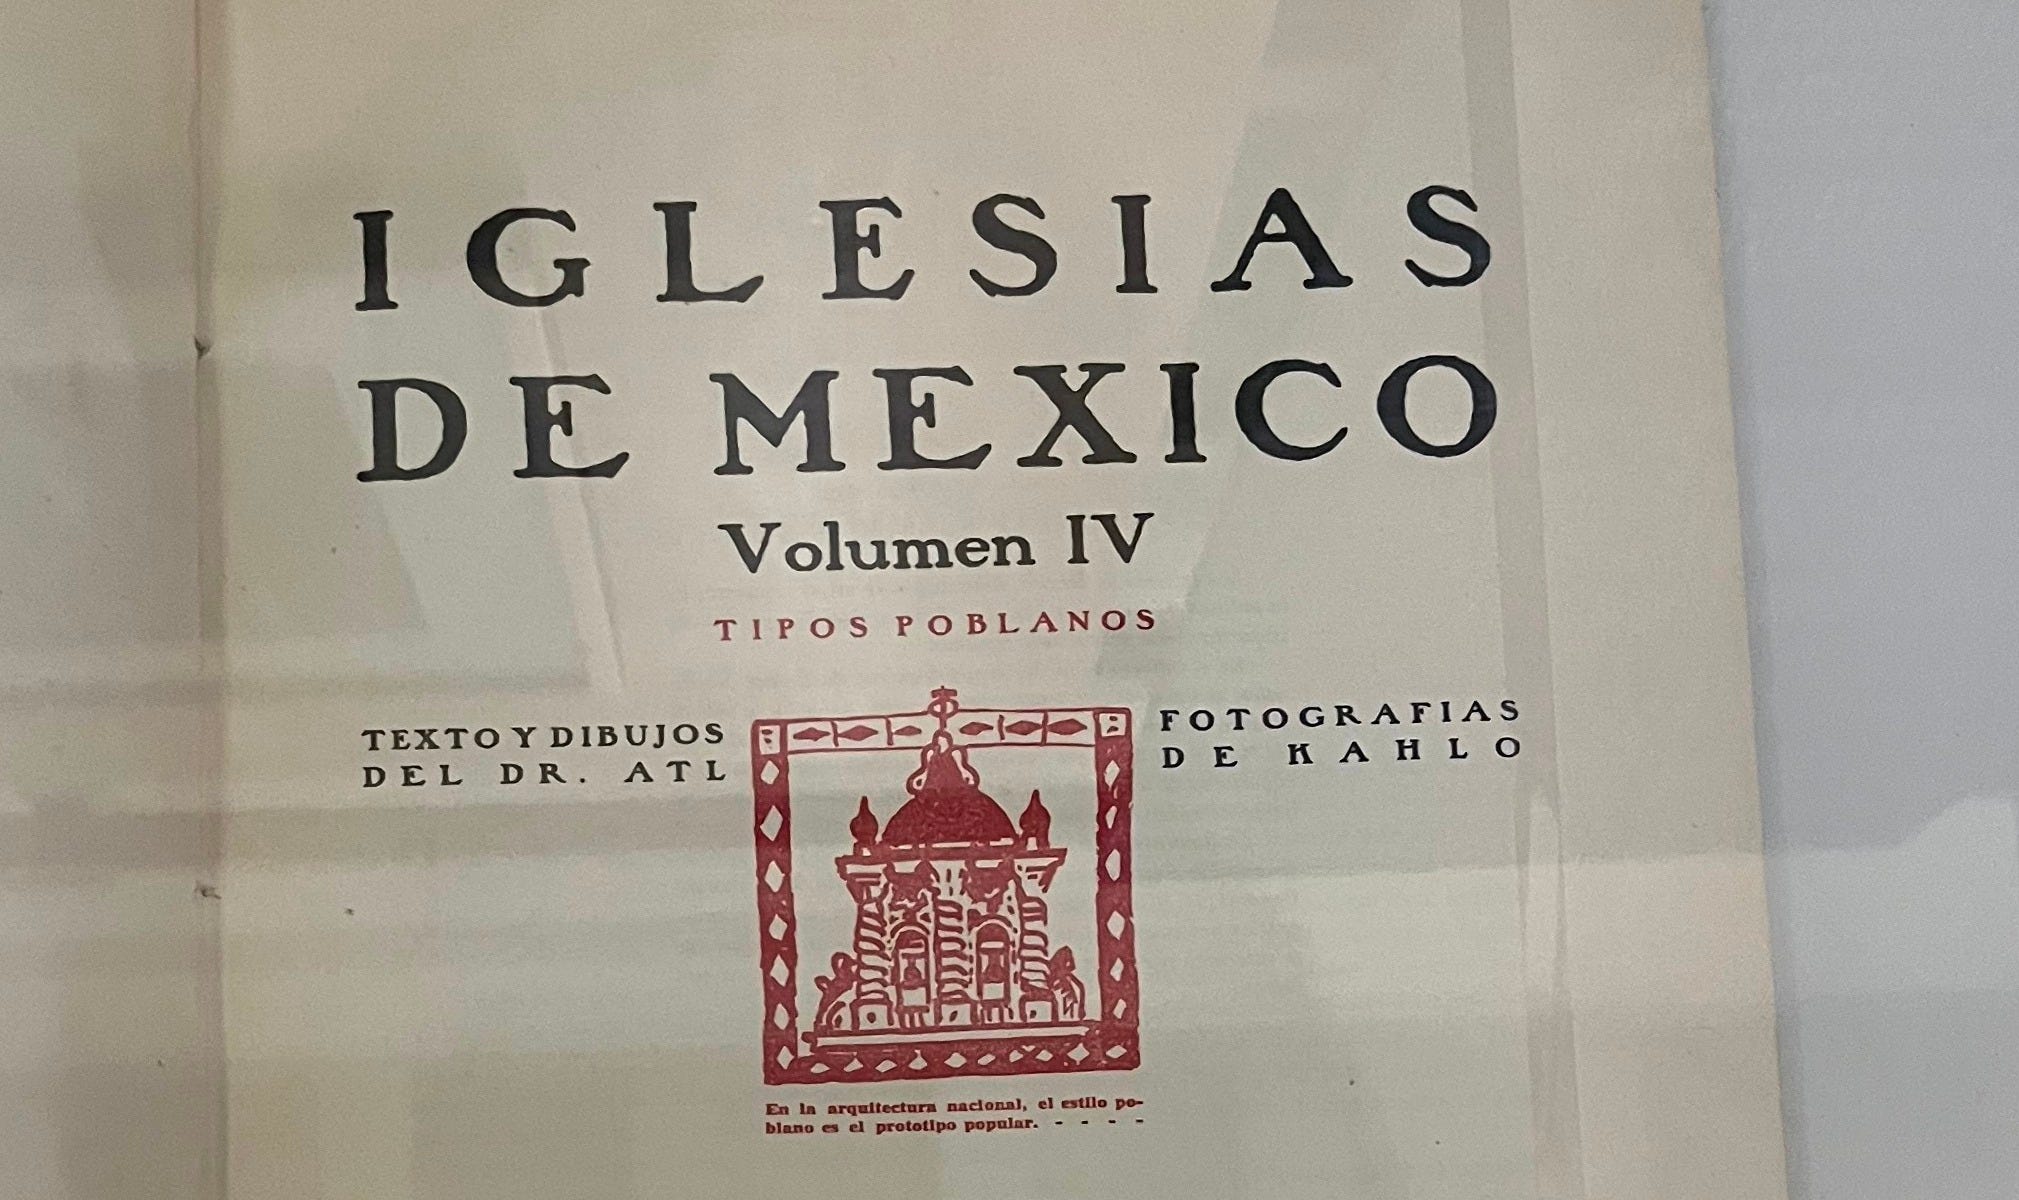 IGLESIAS
DE MEXICO
Volumen IV
TIPOS POBLANOS
TEXTO Y DIBUJOS
DEL DR. ATL
FOTOGRAFIAS
DE KAHLO
En la arquitectura nacional, el estilo po-
blano es el prototipo popular. - - - -